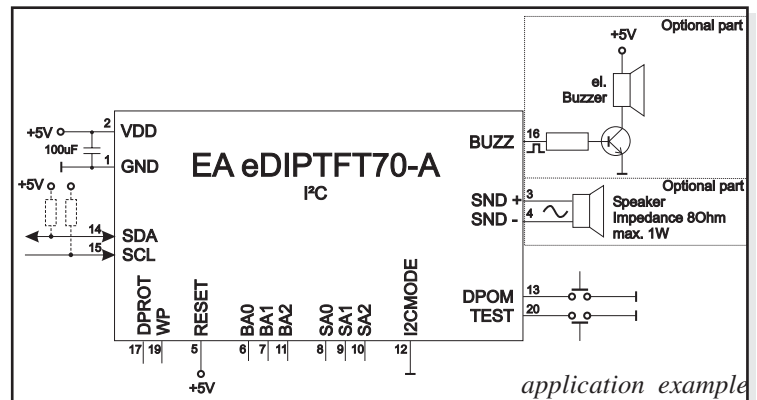 Optional part
+5V
el.
Buzzer
+5V
2 VDD
100uF
1 GND
EA eDIPTFT70-A
I²C
BUZZ 16
Optional part
SND + 3
SND - 4
Speaker
Impedance 8Ohm
max. 1W
+5V
14 SDA
15 SCL
DPOM 13
TEST 20
DPROT
WP
RESET
BA0
BA1
BA2
SA0
SA1
SA2
I2CMODE
17 19 5 6 7 11 8 9 10 12
+5V
application example